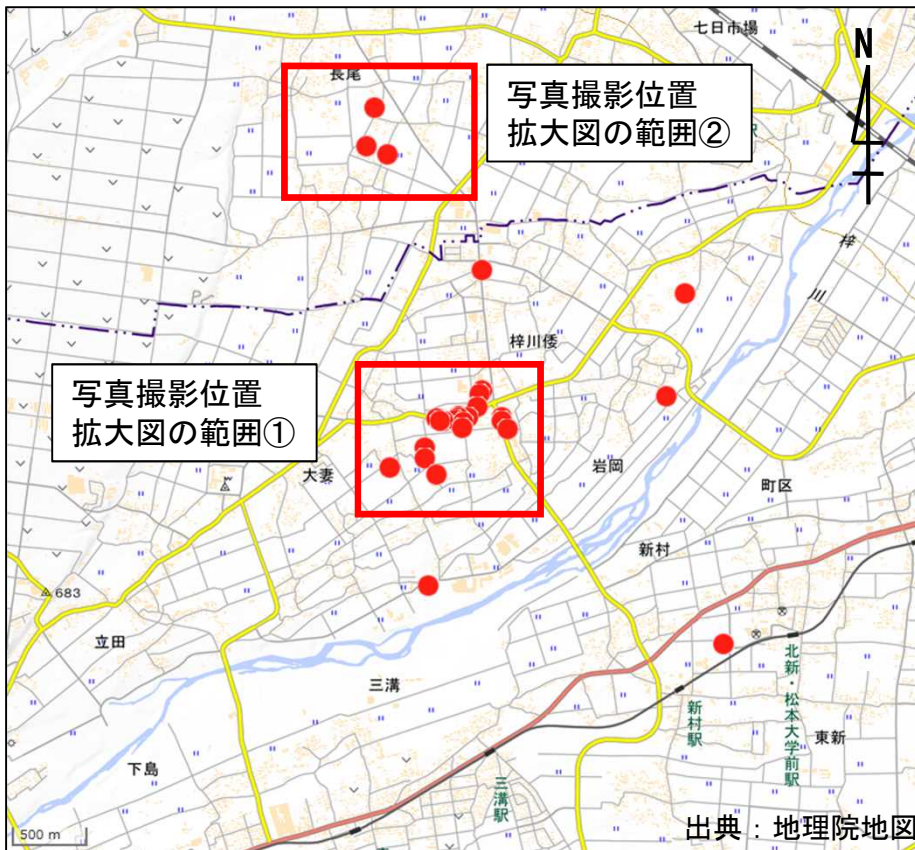 七日市場
N
長尾
写真撮影位置
拡大図の範囲②
梓
川
梓川倭
写真撮影位置
拡大図の範囲①
大妻
岩岡
町区
新村
683
立田
三溝
北新・松本大学前駅
新村駅
東新
下島
三溝駅
500 m
出典：地理院地図